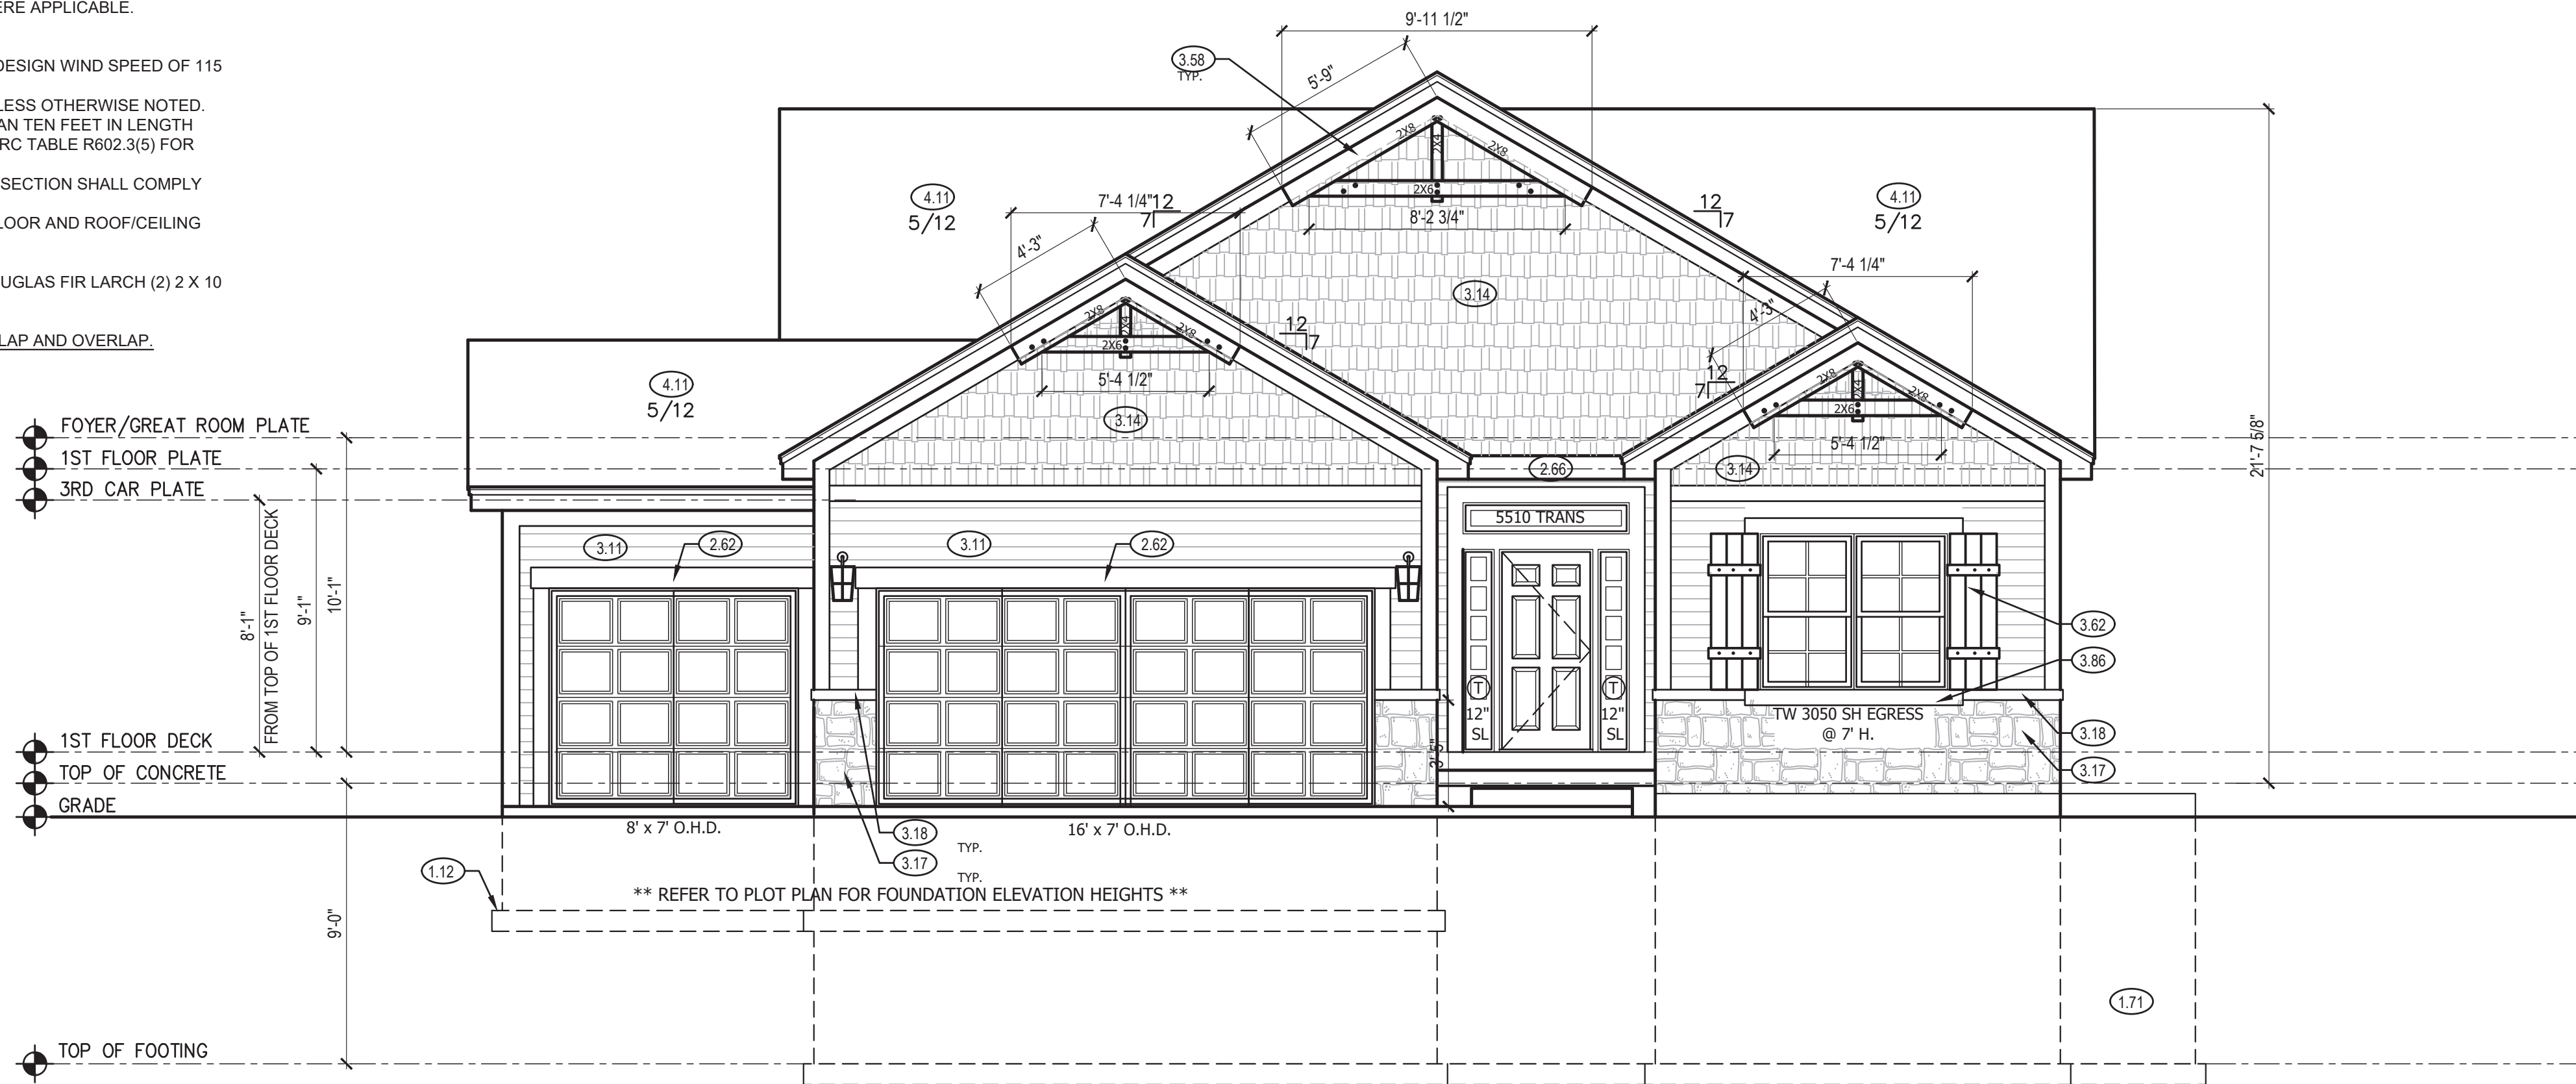 ERE APPLICABLE.
DESIGN WIND SPEED OF 115
LESS OTHERWISE NOTED.
AN TEN FEET IN LENGTH
RC TABLE R602.3(5) FOR
SECTION SHALL COMPLY
LOOR AND ROOF/CEILING
UGLAS FIR LARCH (2) 2 X 10
LAP AND OVERLAP.
9'-11 1/2"
3.58
TYP.
5'-9"
2X8
2X4
2X8
2X6
8'-2 3/4"
4.11
5/12
7'-4 1/4"
12
7
12
7
4.11
5/12
4'-3"
2X8
2X4
2X8
2X6
5'-4 1/2"
3.14
12
7
3.14
7'-4 1/4"
4'-3"
12
7
2X8
2X4
2X8
2X6
5'-4 1/2"
3.14
4.11
5/12
21'-7 5/8"
FOYER/GREAT ROOM PLATE
1ST FLOOR PLATE
3RD CAR PLATE
8'-1"
FROM TOP OF 1ST FLOOR DECK
9'-1"
10'-1"
2.66
5510 TRANS
3.11
2.62
3.11
2.62
3.62
3.86
T
12"
SL
T
12"
SL
TW 3050 SH EGRESS
@ 7' H.
3.18
3.17
3'-5"
1ST FLOOR DECK
TOP OF CONCRETE
GRADE
8' x 7' O.H.D.
16' x 7' O.H.D.
3.18
TYP.
3.17
TYP.
1.12
** REFER TO PLOT PLAN FOR FOUNDATION ELEVATION HEIGHTS **
9'-0"
1.71
TOP OF FOOTING